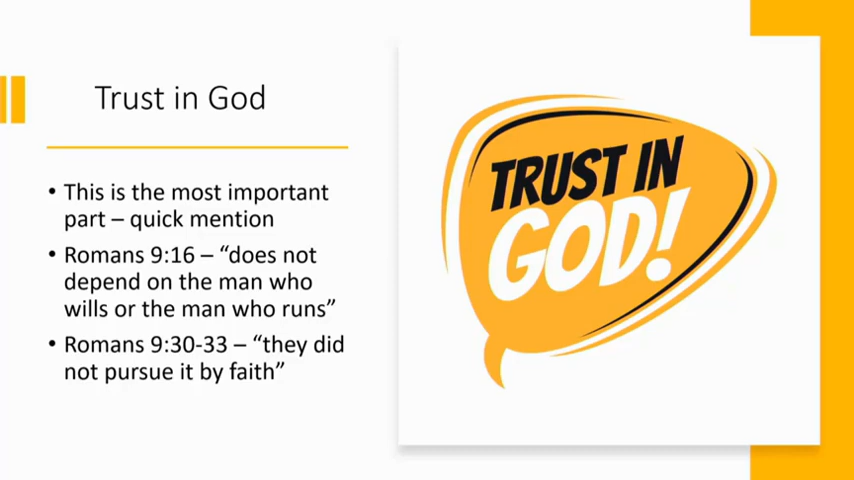 Trust in God
• This is the most important
part – quick mention
• Romans 9:16 – “does not
depend on the man who
wills or the man who runs”
• Romans 9:30-33 – “they did
not pursue it by faith”
TRUST IN
GOD!